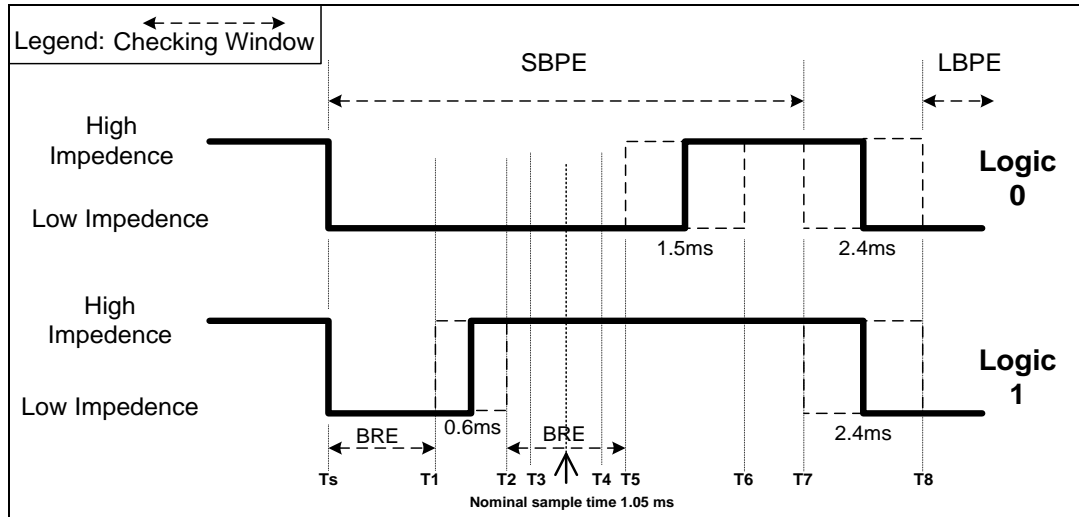 Legend: Checking Window
SBPE
LBPE
High
Impedence
Low Impedence
Logic
0
1.5ms
2.4ms
High
Impedence
Low Impedence
Logic
1
0.6ms
2.4ms
BRE
BRE
Ts
T1
T2
T3
T4
T5
T6
T7
T8
Nominal sample time 1.05 ms